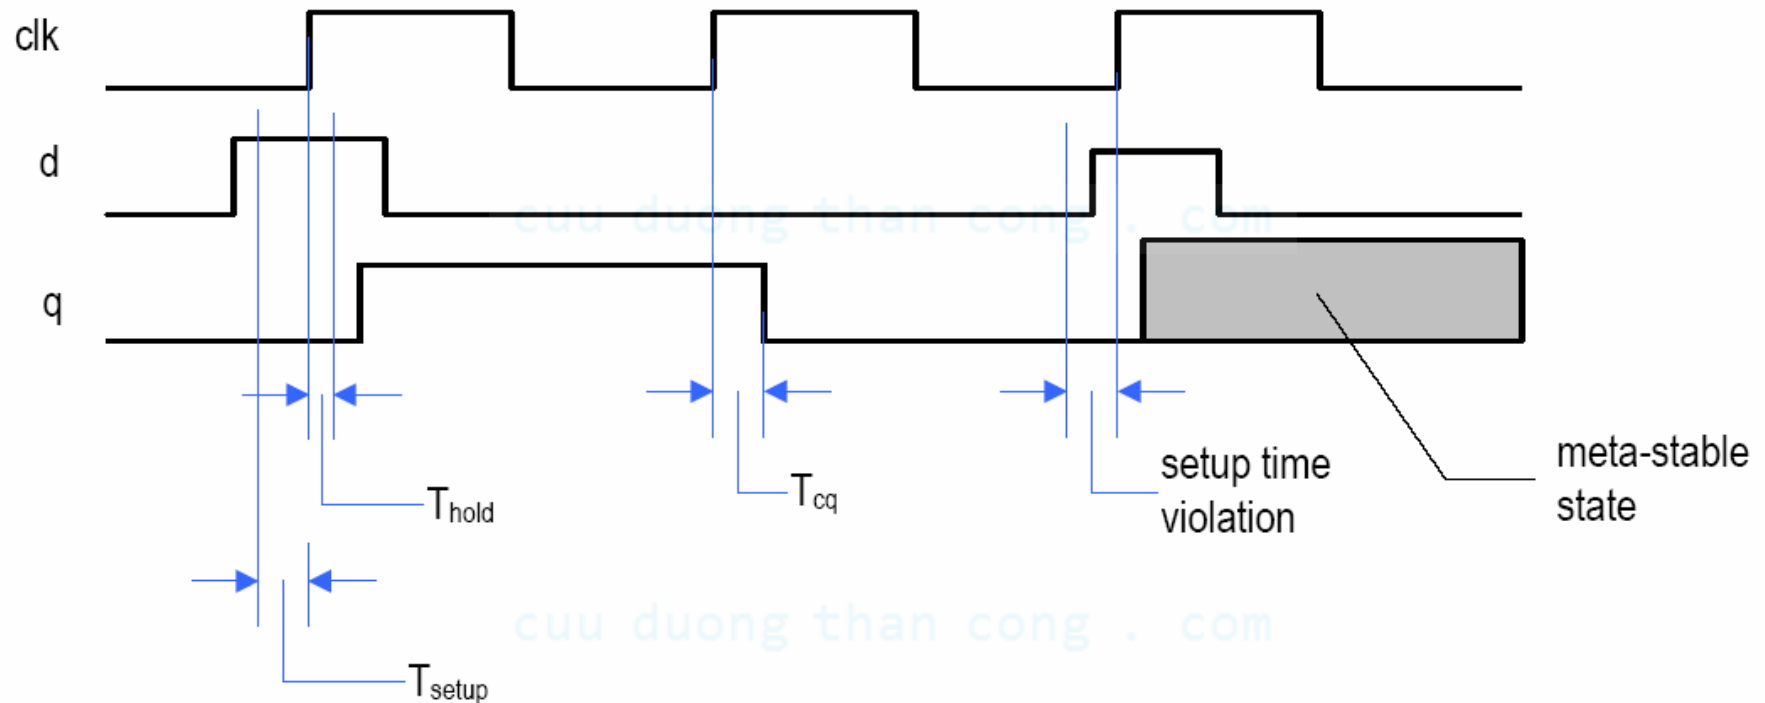 clk
d
cuu duong than cong . com
q
meta-stable
state
setup time
violation
Tcq
Thold
cuu duong than cong . com
Tsetup